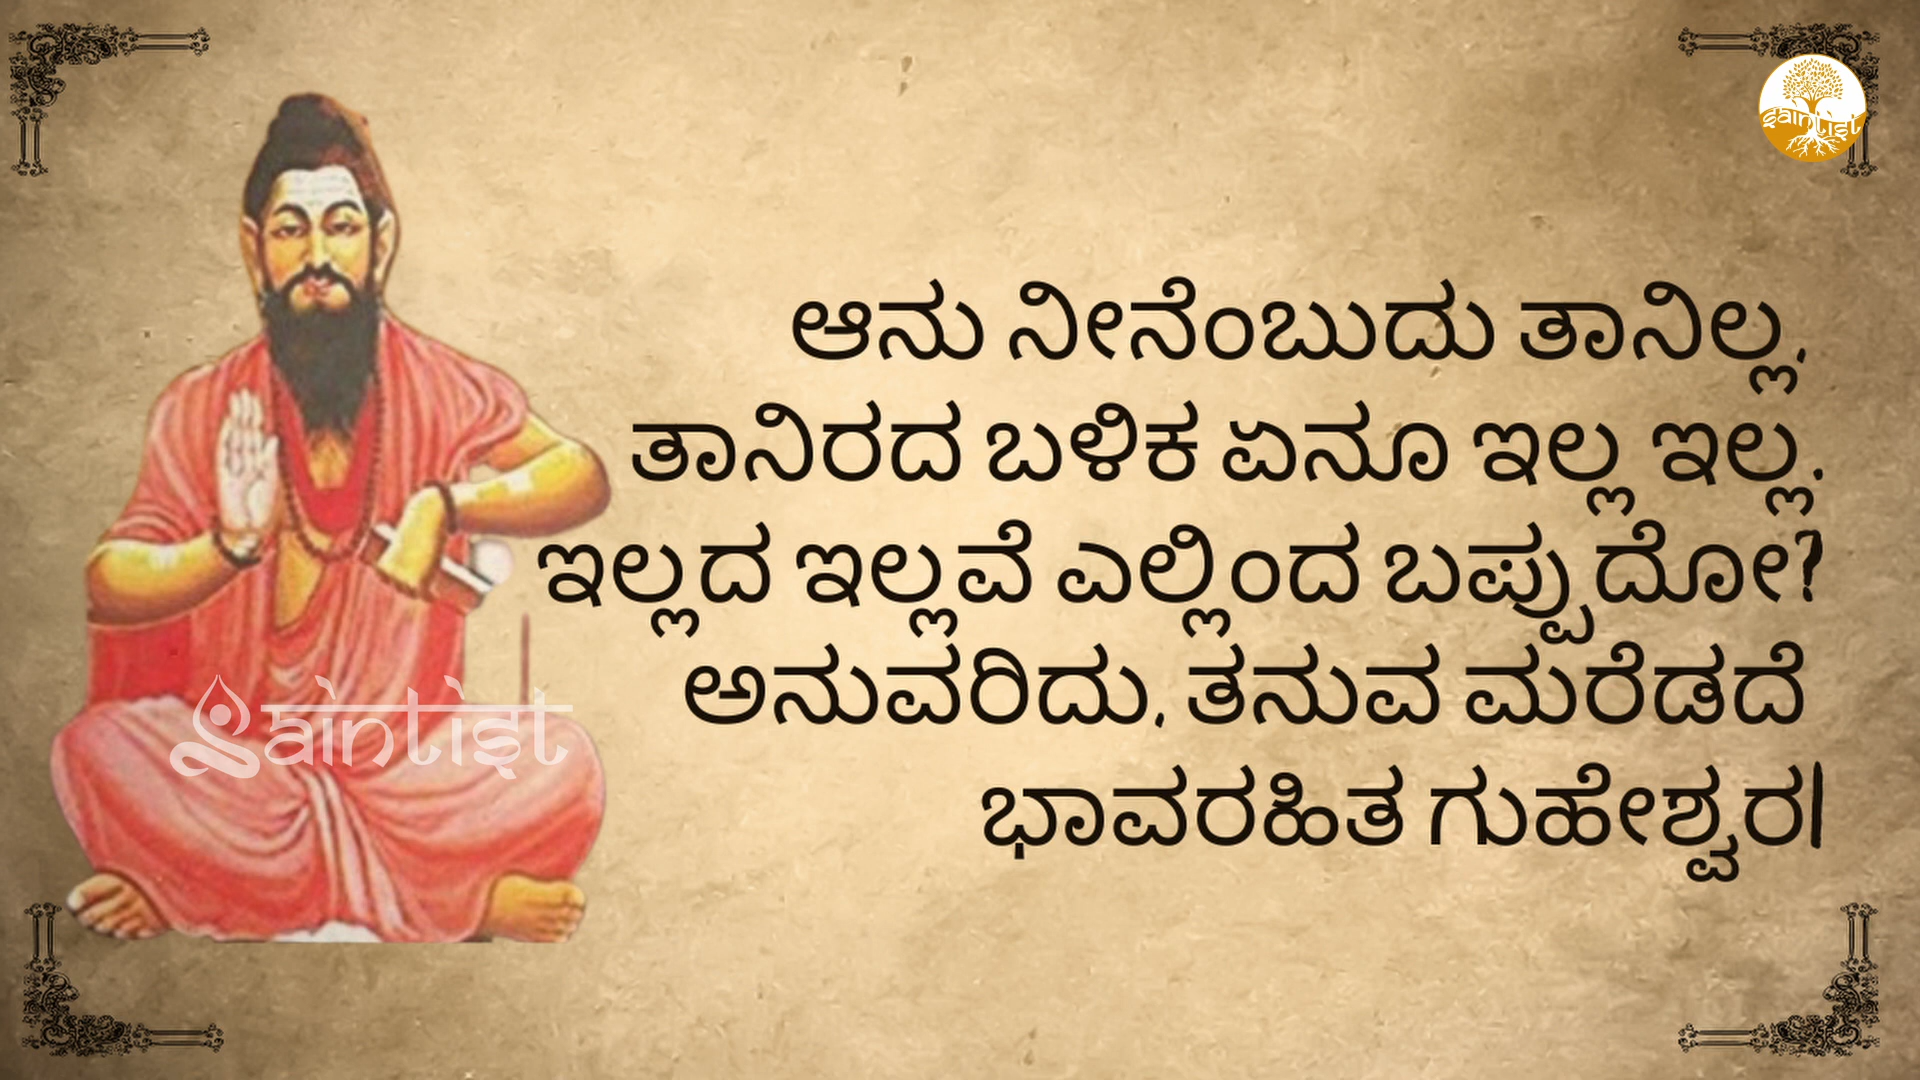 saintist
ಆನು ನೀನೆಂಬುದು ತಾನಿಲ್ಲ,
ತಾನಿರದ ಬಳಿಕ ಏನೂ ಇಲ್ಲ ಇಲ್ಲ.
ಇಲ್ಲದ ಇಲ್ಲವೆ ಎಲ್ಲಿಂದ ಬಪ್ಪುದೋ?
ಅನುವರಿದು, ತನುವ ಮರೆಡದೆ
ಭಾವರಹಿತ ಗುಹೇಶ್ವರ|
saintist